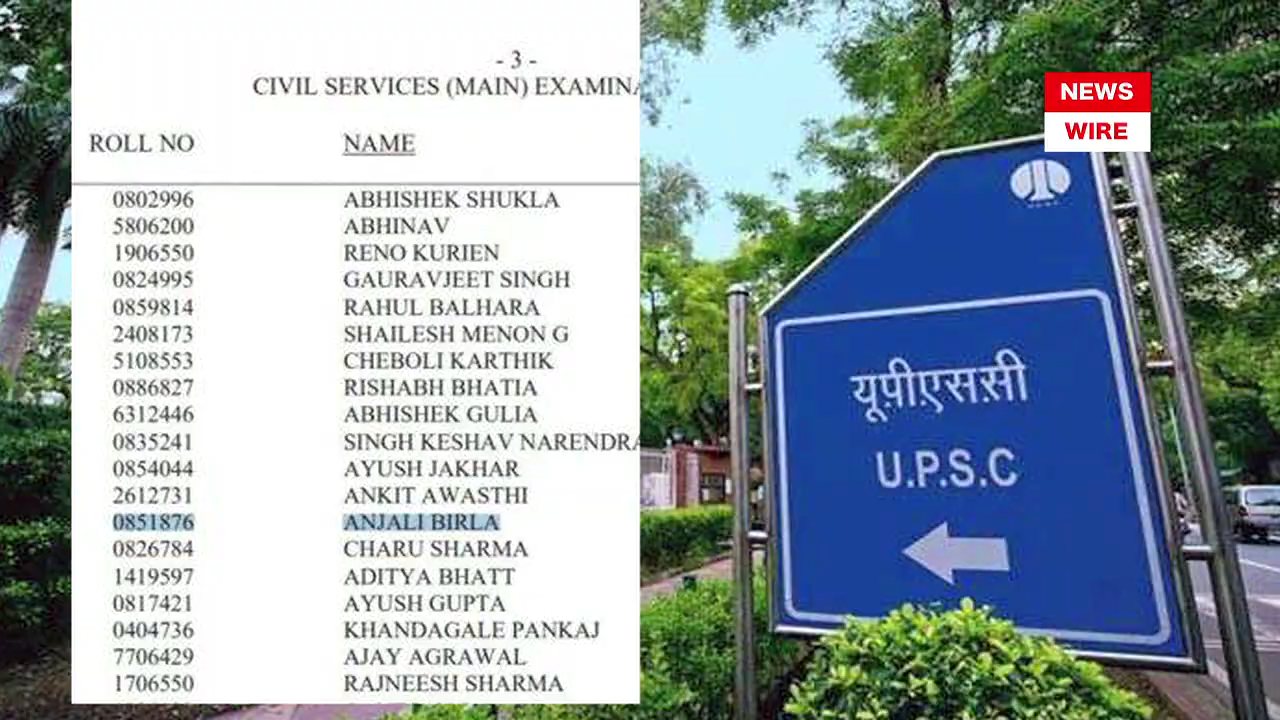 - 3 -
CIVIL SERVICES (MAIN) EXAMINA
ROLL NO NAME
0802996 ABHISHEK SHUKLA
5806200 ABHINAV
1906550 RENO KURIEN
0824995 GAURAVJEET SINGH
0859814 RAHUL BALHARA
2408173 SHAILESH MENON G
5108553 CHEBOLI KARTHIK
0886827 RISHABH BHATIA
6312446 ABHISHEK GULIA
0835241 SINGH KESHAV NARENDRA
0854044 AYUSH JAKHAR
2612731 ANKIT AWASTHI
0851876 ANJALI BIRLA
0826784 CHARU SHARMA
1419597 ADITYA BHATT
0817421 AYUSH GUPTA
0404736 KHANDAGALE PANKAJ
7706429 AJAY AGRAWAL
1706550 RAJNEESH SHARMA
NEWS
WIRE
यूपीएससी
U.P.S.C